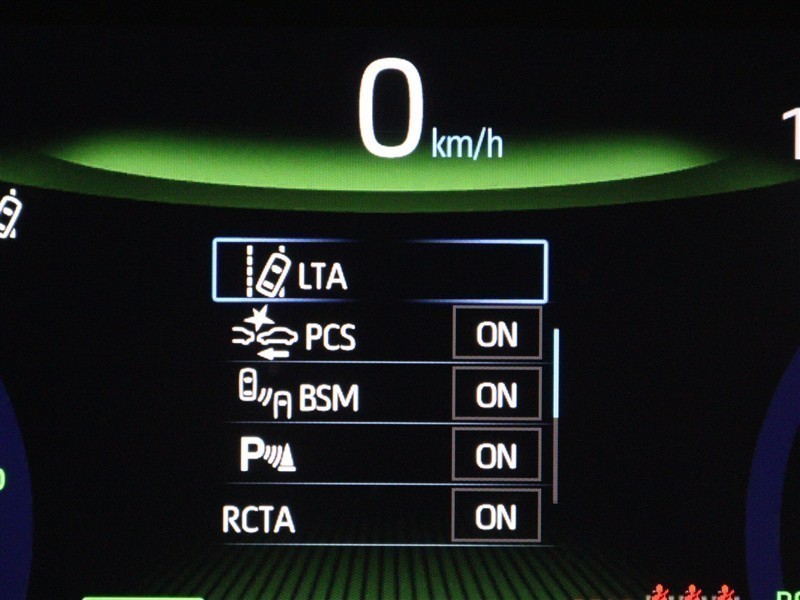 0 km/h
LTA
PCS ON
BSM ON
P ON
RCTA ON